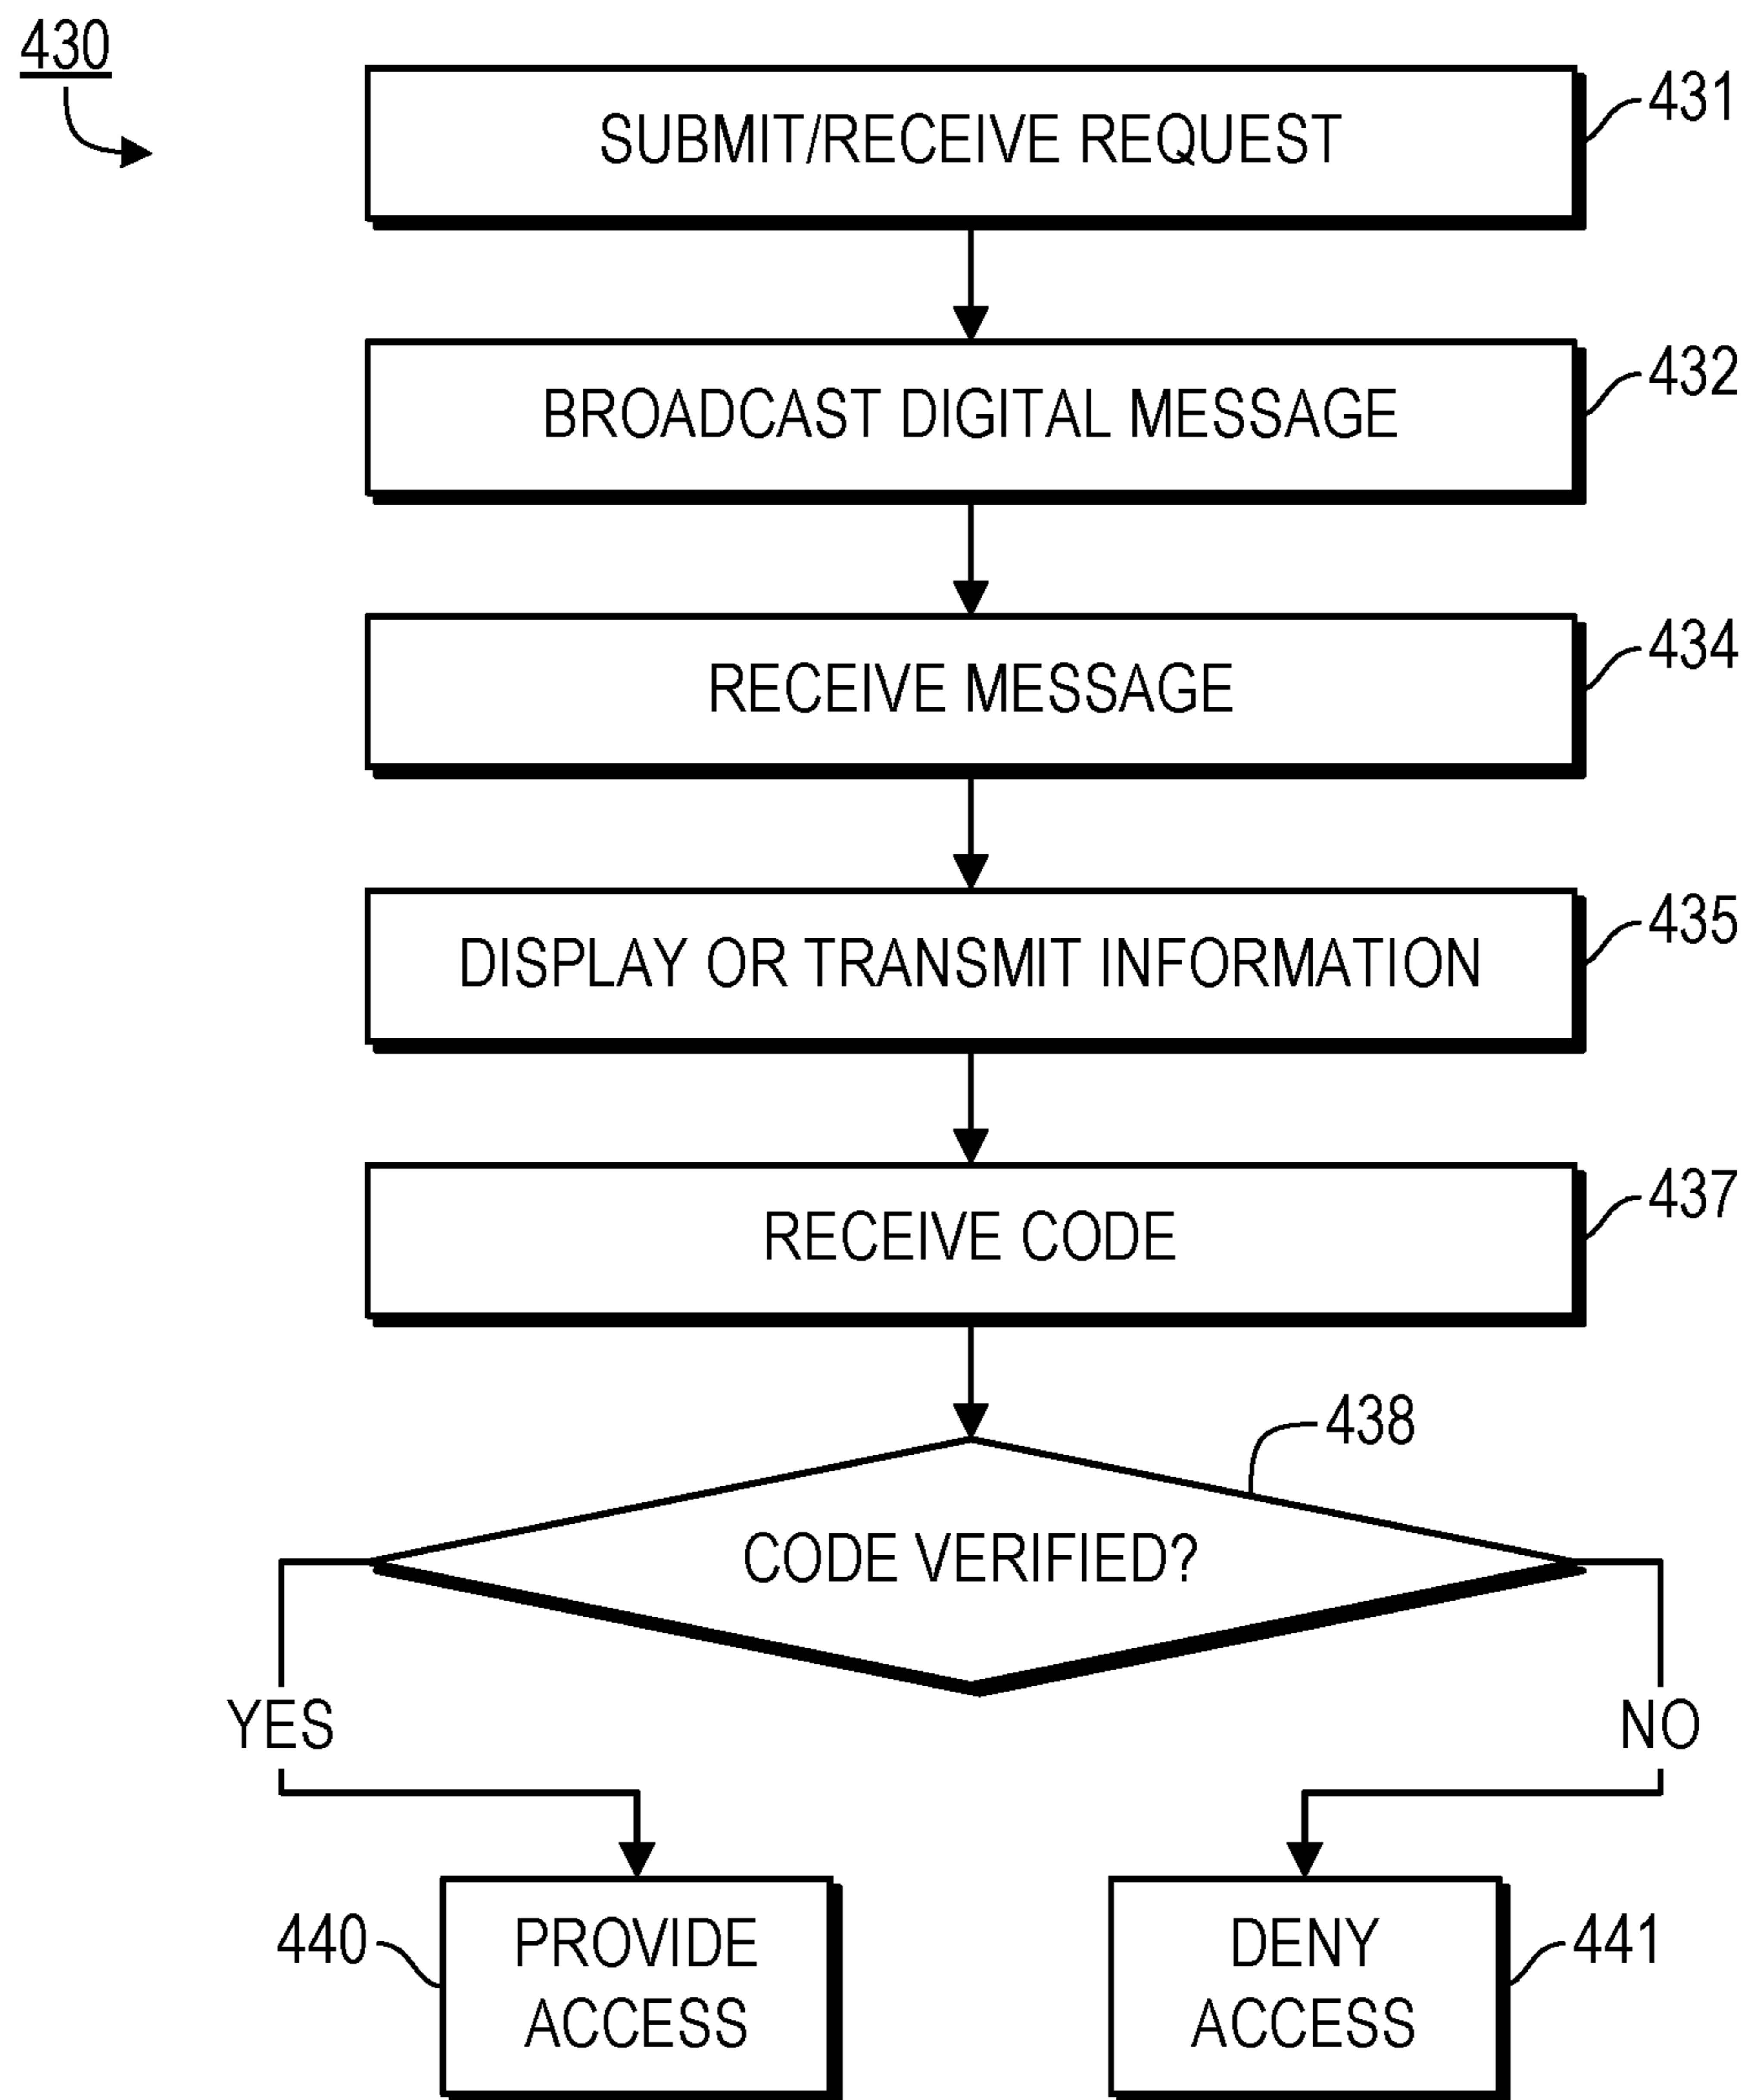 430
SUBMIT/RECEIVE REQUEST
431
BROADCAST DIGITAL MESSAGE
432
RECEIVE MESSAGE
434
DISPLAY OR TRANSMIT INFORMATION
435
RECEIVE CODE
437
438
CODE VERIFIED?
YES
NO
440
PROVIDE
ACCESS
DENY
ACCESS
441